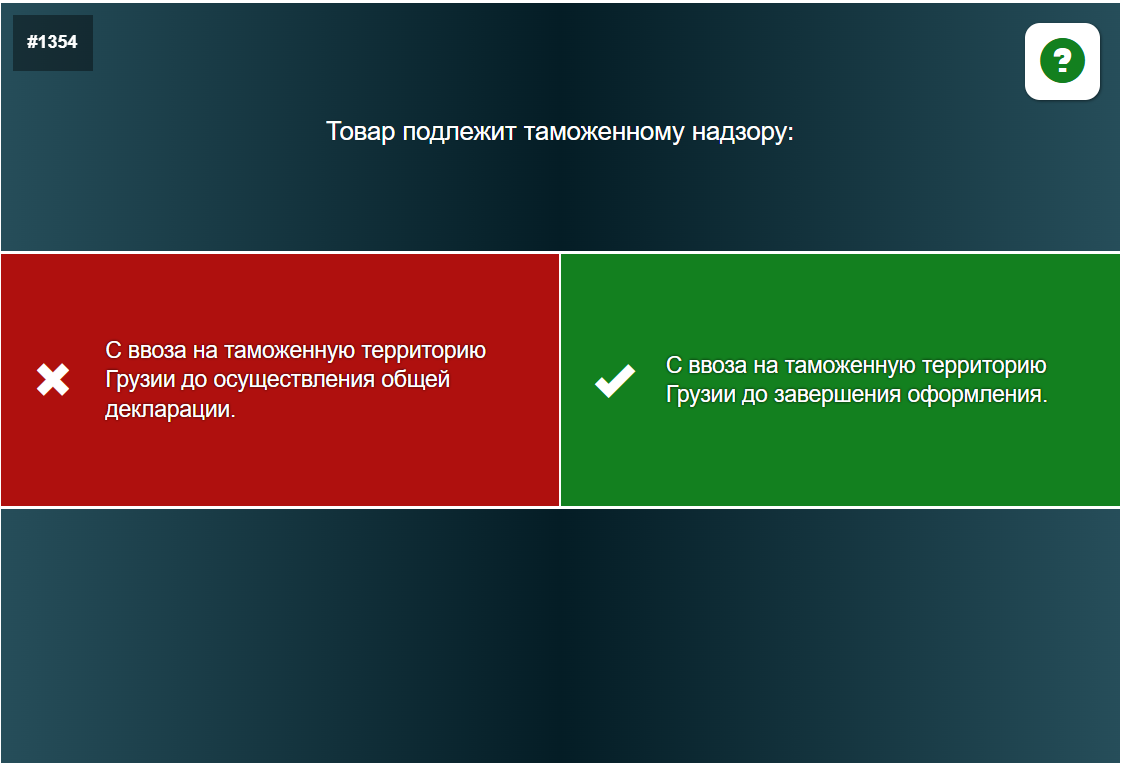 #1354
?
Товар подлежит таможенному надзору:
С ввоза на таможенную территорию
Грузии до осуществления общей
декларации.
С ввоза на таможенную территорию
Грузии до завершения оформления.